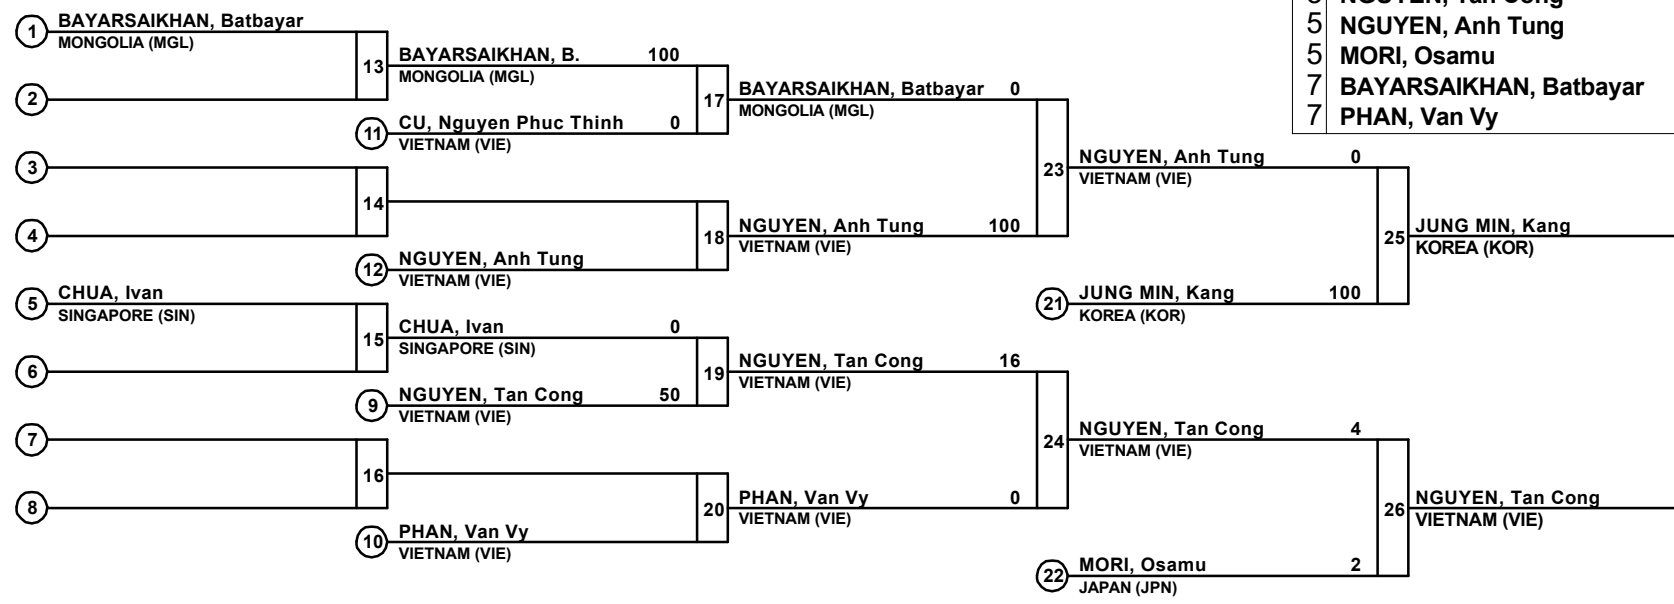 3 NGUYEN, Tan Cong
5 NGUYEN, Anh Tung
5 MORI, Osamu
7 BAYARSAIKHAN, Batbayar
7 PHAN, Van Vy
1 BAYARSAIKHAN, Batbayar
MONGOLIA (MGL)
13 BAYARSAIKHAN, B. 100
MONGOLIA (MGL)
2
17 BAYARSAIKHAN, Batbayar 0
MONGOLIA (MGL)
11 CU, Nguyen Phuc Thinh 0
VIETNAM (VIE)
3
23 NGUYEN, Anh Tung 0
VIETNAM (VIE)
14
4
18 NGUYEN, Anh Tung 100
VIETNAM (VIE)
25 JUNG MIN, Kang
KOREA (KOR)
12 NGUYEN, Anh Tung
VIETNAM (VIE)
5 CHUA, Ivan
SINGAPORE (SIN)
21 JUNG MIN, Kang 100
KOREA (KOR)
15 CHUA, Ivan 0
SINGAPORE (SIN)
6
19 NGUYEN, Tan Cong 16
VIETNAM (VIE)
9 NGUYEN, Tan Cong 50
VIETNAM (VIE)
7
24 NGUYEN, Tan Cong 4
VIETNAM (VIE)
16
8
20 PHAN, Van Vy 0
VIETNAM (VIE)
26 NGUYEN, Tan Cong
VIETNAM (VIE)
10 PHAN, Van Vy
VIETNAM (VIE)
22 MORI, Osamu 2
JAPAN (JPN)